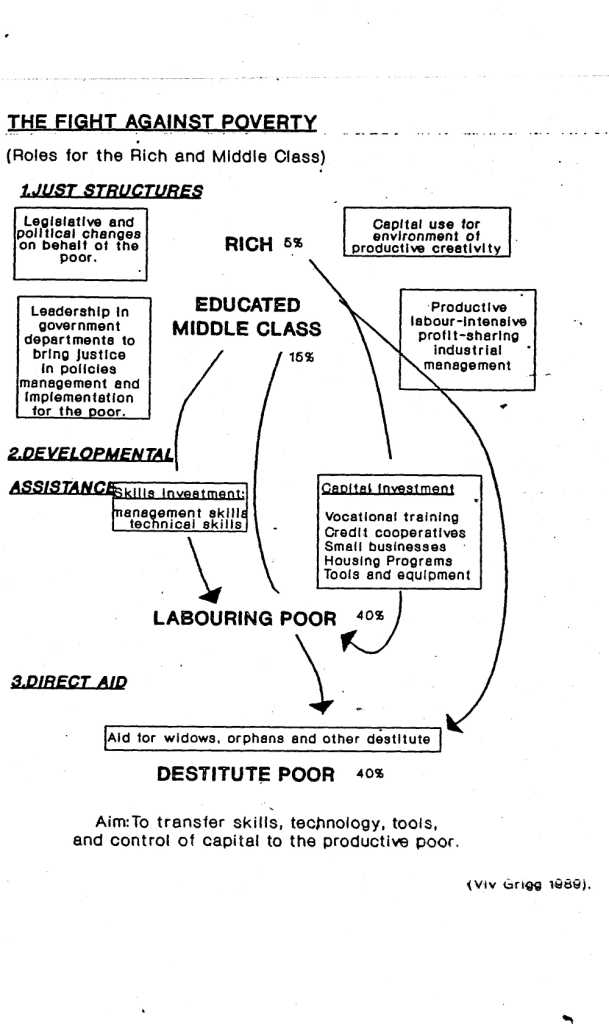 THE FIGHT AGAINST POVERTY
(Roles for the Rich and Middle Class)
1.JUST STRUCTURES
Legislative and
political changes
on behalf of the
poor.
RICH 5%
Capital use for
environment of
productive creativity
Leadership in
government
departments to
bring justice
in policies
management and
implementation
for the poor.
EDUCATED
MIDDLE CLASS
15%
Productive
labour-intensive
profit-sharing
industrial
management
2.DEVELOPMENTAL
ASSISTANCE
Skills Investment:
management skills
technical skills
Capital Investment
Vocational training
Credit cooperatives
Small businesses
Housing Programs
Tools and equipment
LABOURING POOR 40%
3.DIRECT AID
Aid for widows, orphans and other destitute
DESTITUTE POOR 40%
Aim:To transfer skills, technology, tools,
and control of capital to the productive poor.
(Viv Grigg 1989).